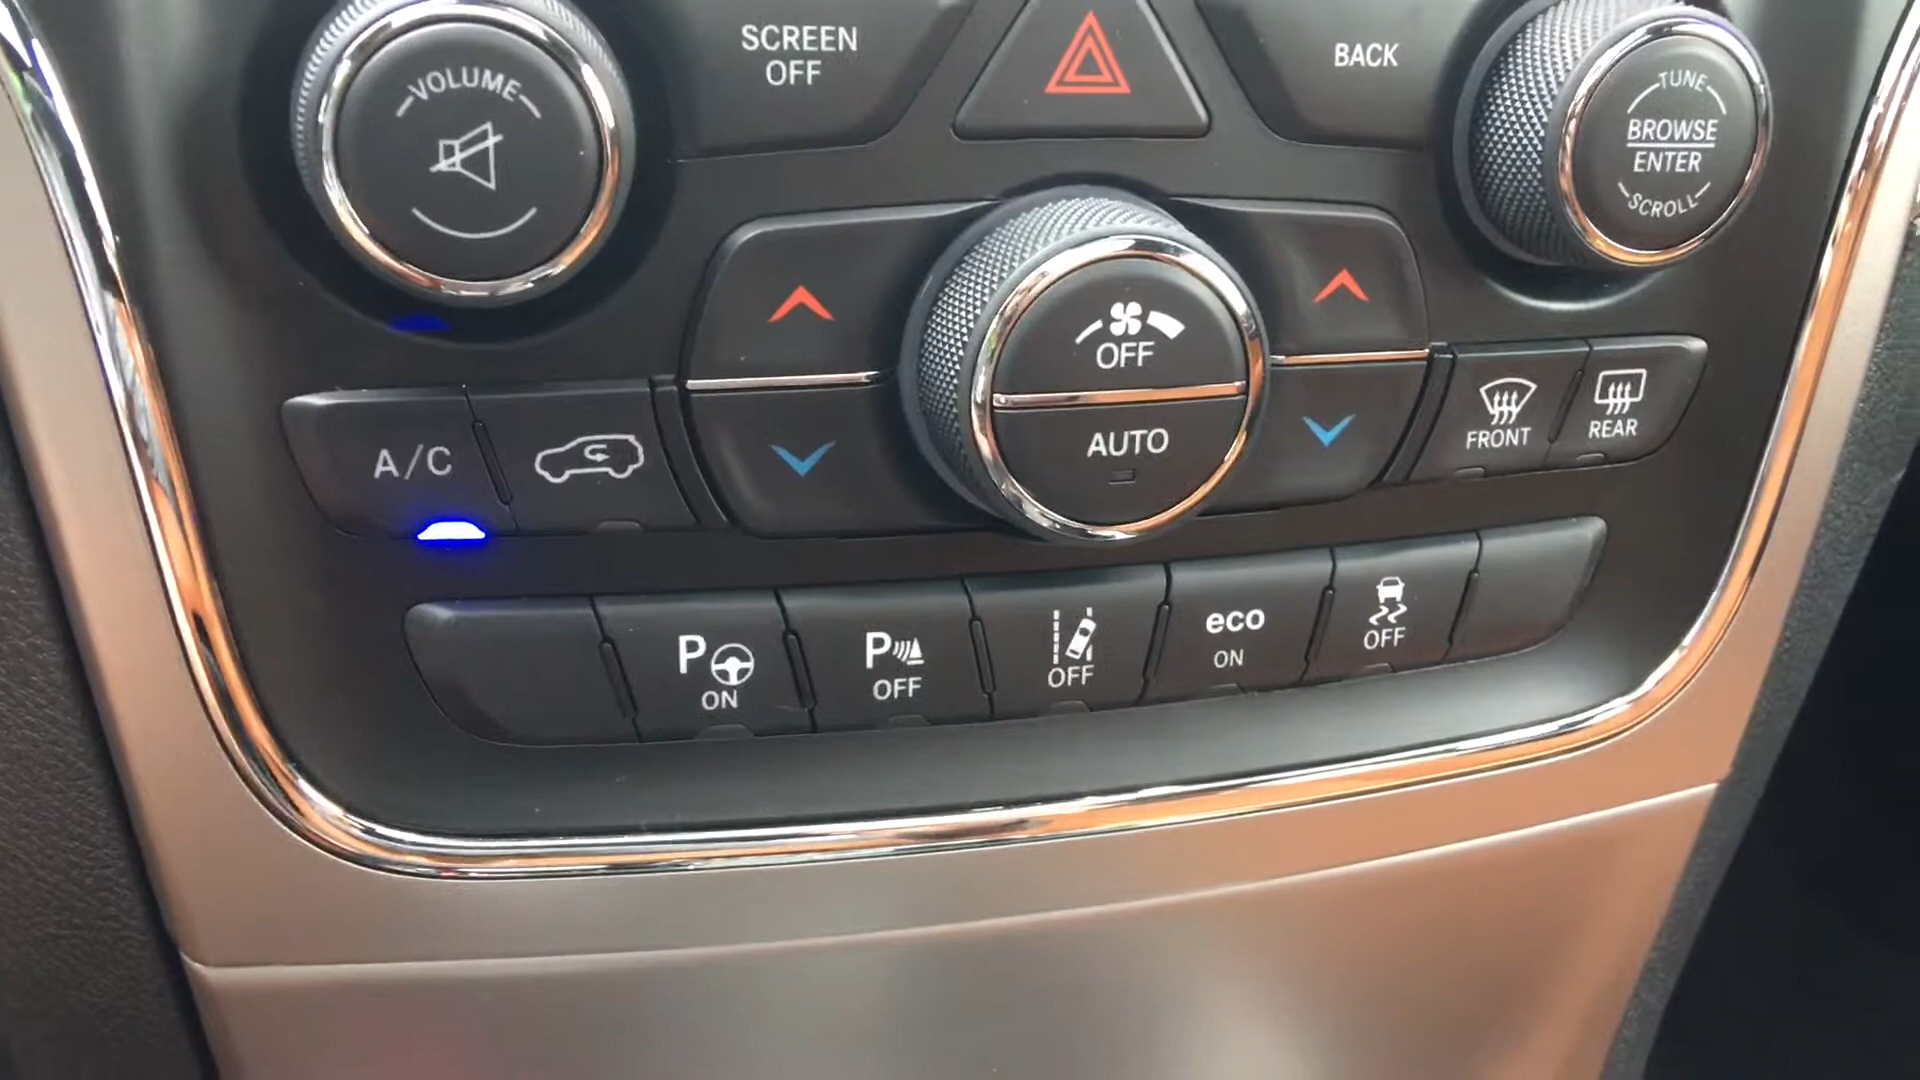 VOLUME
SCREEN
OFF
BACK
TUNE
BROWSE
ENTER
SCROLL
OFF
AUTO
A/C
FRONT
REAR
P
ON
P
OFF
OFF
eco
ON
OFF